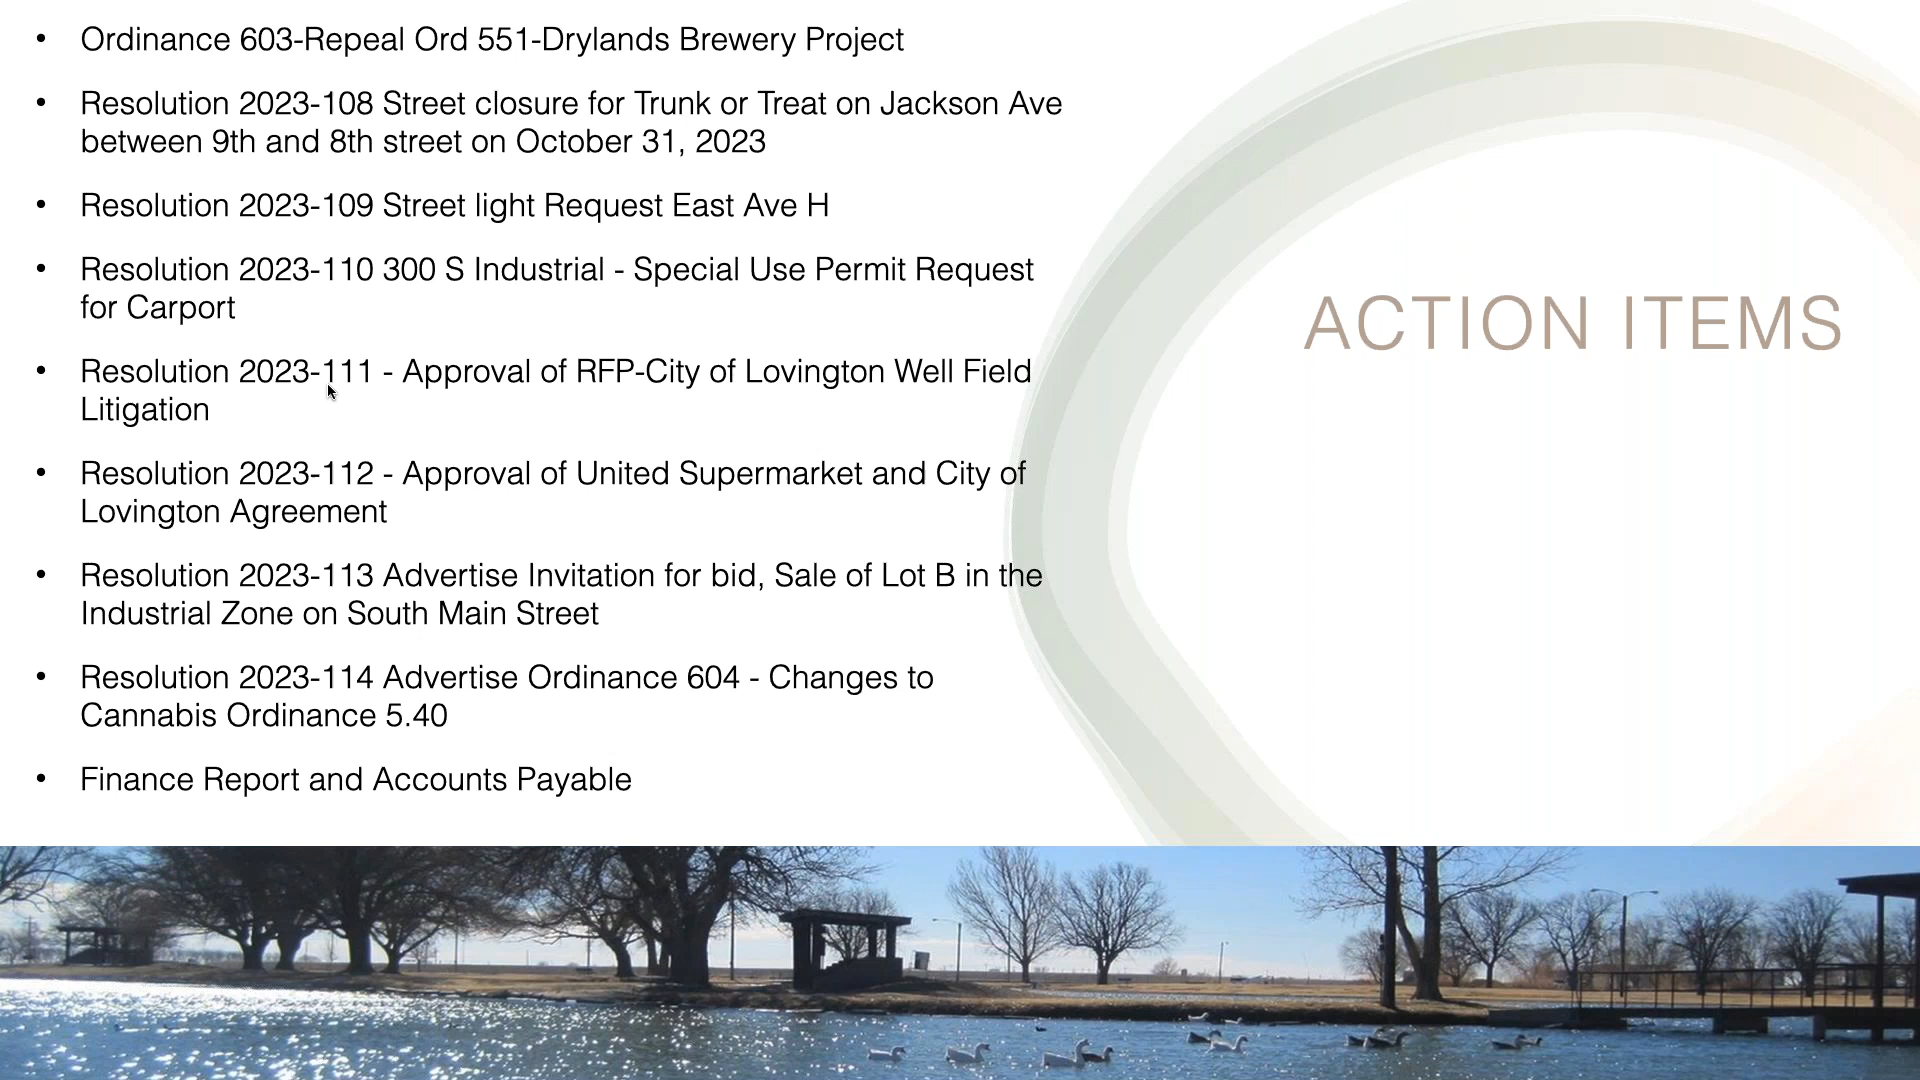 • Ordinance 603-Repeal Ord 551-Drylands Brewery Project
• Resolution 2023-108 Street closure for Trunk or Treat on Jackson Ave
between 9th and 8th street on October 31, 2023
• Resolution 2023-109 Street light Request East Ave H
• Resolution 2023-110 300 S Industrial - Special Use Permit Request
for Carport
• Resolution 2023-111 - Approval of RFP-City of Lovington Well Field
Litigation
• Resolution 2023-112 - Approval of United Supermarket and City of
Lovington Agreement
• Resolution 2023-113 Advertise Invitation for bid, Sale of Lot B in the
Industrial Zone on South Main Street
• Resolution 2023-114 Advertise Ordinance 604 - Changes to
Cannabis Ordinance 5.40
• Finance Report and Accounts Payable
ACTION ITEMS